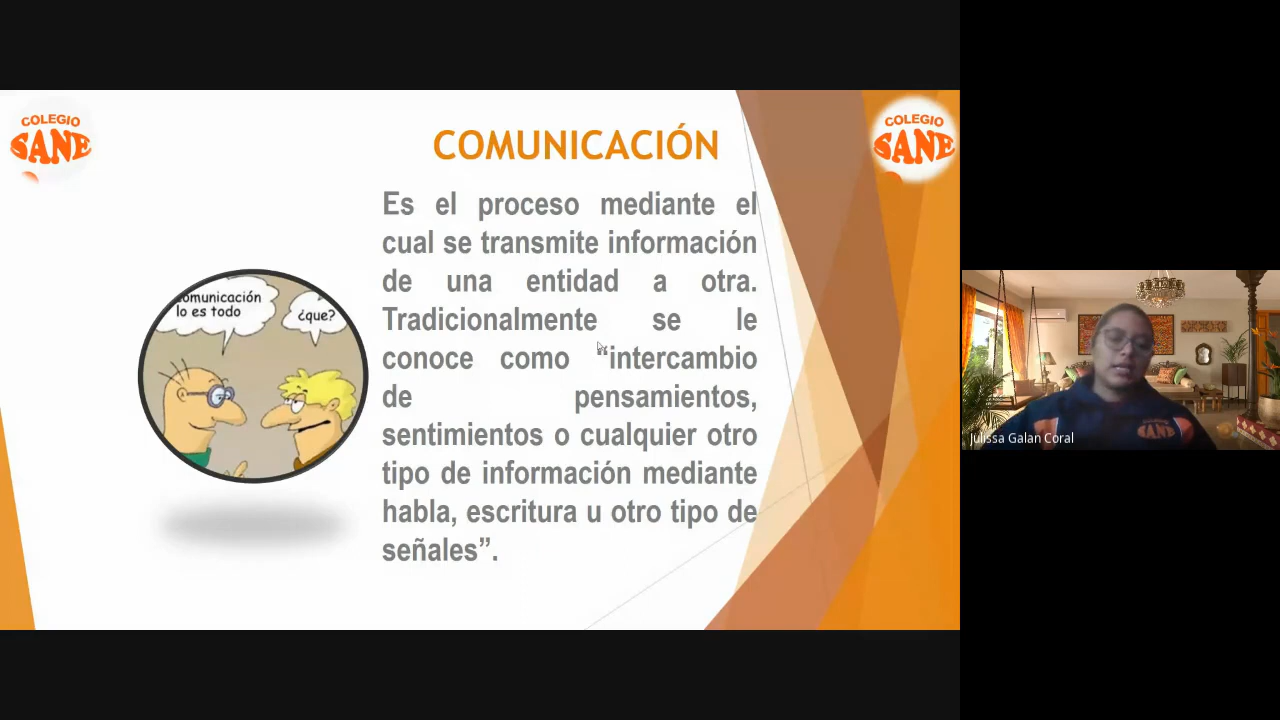 COLEGIO
SANE
COLEGIO
SANE
COMUNICACIÓN
Es el proceso mediante el
cual se transmite información
de una entidad a otra.
Tradicionalmente se le
conoce como “intercambio
de pensamientos,
sentimientos o cualquier otro
tipo de información mediante
habla, escritura u otro tipo de
señales”.
omunicación
lo es todo
¿que?
Julissa Galan Coral
SANE